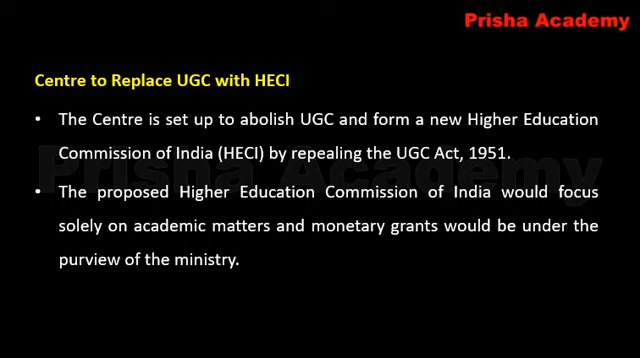 Prisha Academy
Centre to Replace UGC with HECI
• The Centre is set up to abolish UGC and form a new Higher Education
Commission of India (HECI) by repealing the UGC Act, 1951.
Prisha Academy
• The proposed Higher Education Commission of India would focus
solely on academic matters and monetary grants would be under the
purview of the ministry.